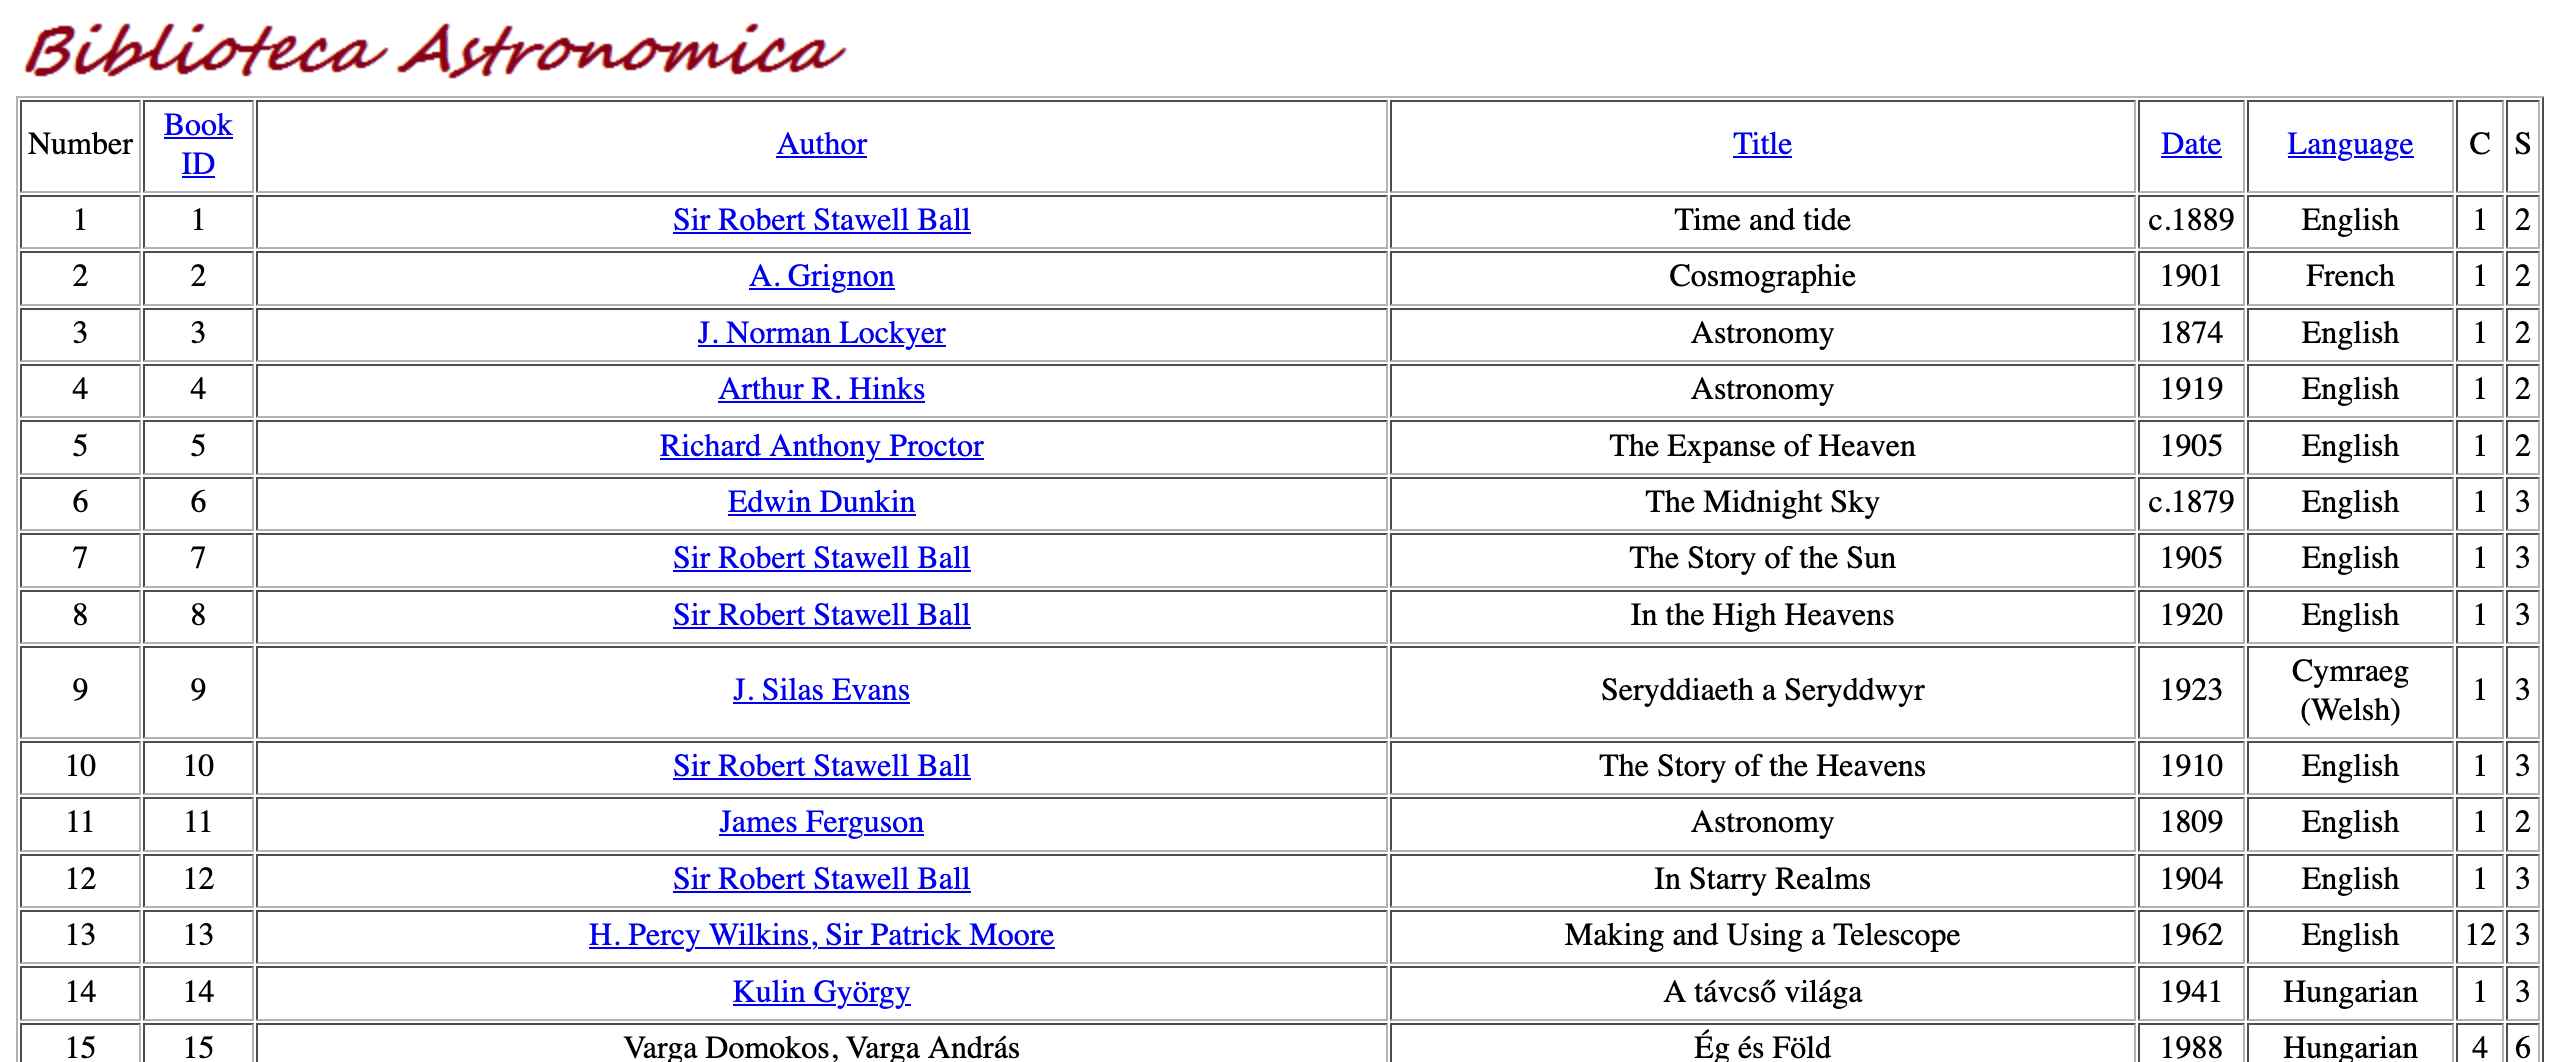 Biblioteca Astronomica
Number Book ID Author Title Date Language C S
1 1 Sir Robert Stawell Ball Time and tide c.1889 English 1 2
2 2 A. Grignon Cosmographie 1901 French 1 2
3 3 J. Norman Lockyer Astronomy 1874 English 1 2
4 4 Arthur R. Hinks Astronomy 1919 English 1 2
5 5 Richard Anthony Proctor The Expanse of Heaven 1905 English 1 2
6 6 Edwin Dunkin The Midnight Sky c.1879 English 1 3
7 7 Sir Robert Stawell Ball The Story of the Sun 1905 English 1 3
8 8 Sir Robert Stawell Ball In the High Heavens 1920 English 1 3
9 9 J. Silas Evans Seryddiaeth a Seryddwyr 1923 Cymraeg (Welsh) 1 3
10 10 Sir Robert Stawell Ball The Story of the Heavens 1910 English 1 3
11 11 James Ferguson Astronomy 1809 English 1 2
12 12 Sir Robert Stawell Ball In Starry Realms 1904 English 1 3
13 13 H. Percy Wilkins, Sir Patrick Moore Making and Using a Telescope 1962 English 12 3
14 14 Kulin György A távcső világa 1941 Hungarian 1 3
15 15 Varga Domokos, Varga András Ég és Föld 1988 Hungarian 4 6